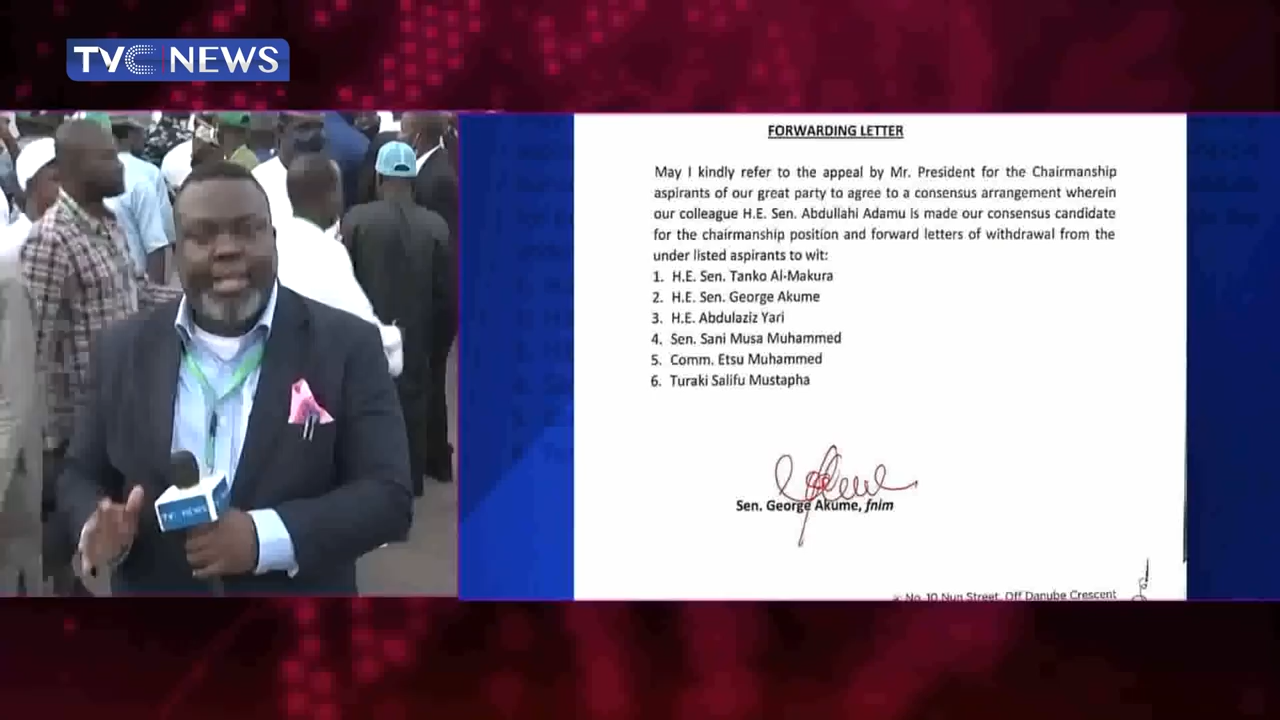 TVC NEWS
FORWARDING LETTER
May I kindly refer to the appeal by Mr. President for the Chairmanship
aspirants of our great party to agree to a consensus arrangement wherein
our colleague H.E. Sen. Abdullahi Adamu is made our consensus candidate
for the chairmanship position and forward letters of withdrawal from the
under listed aspirants to wit:
1. H.E. Sen. Tanko Al-Makura
2. H.E. Sen. George Akume
3. H.E. Abdulaziz Yari
4. Sen. Sani Musa Muhammed
5. Comm. Etsu Muhammed
6. Turaki Salifu Mustapha
Sen. George Akume, fnim
No. 10 Nun Street, Off Danube Crescent
TVC NEWS